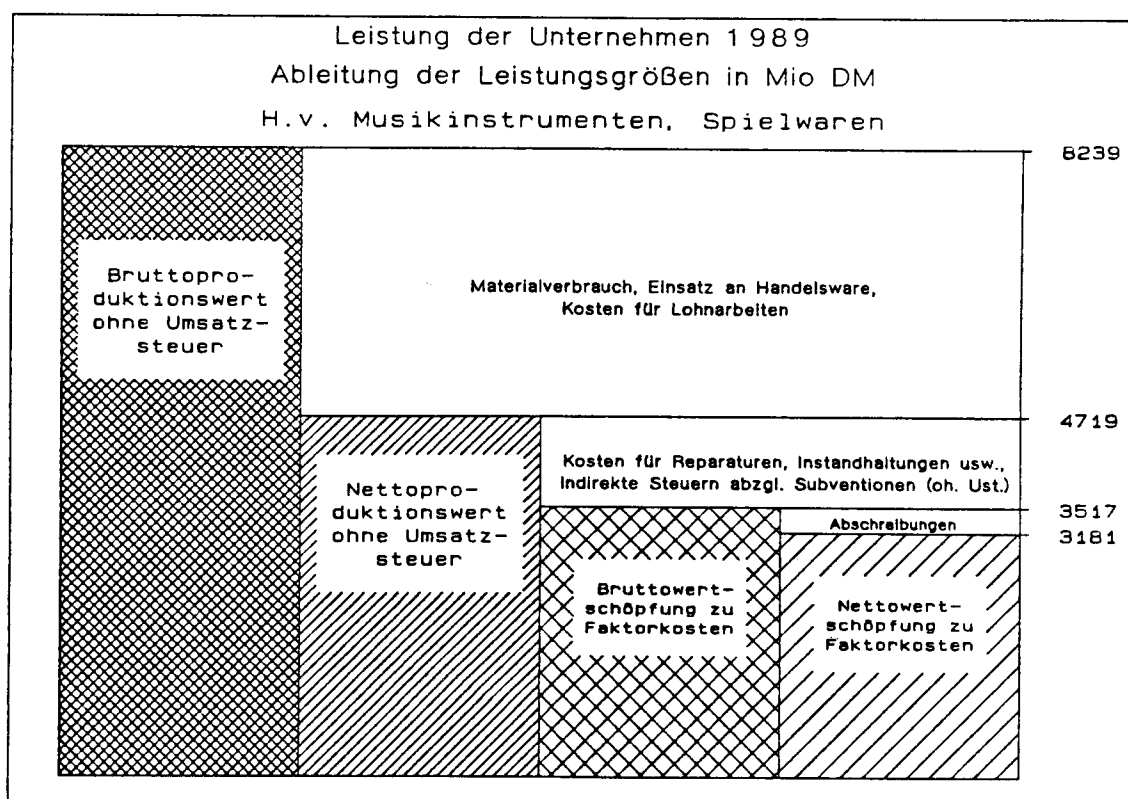 Leistung der Unternehmen 1989
Ableitung der Leistungsgrößen in Mio DM
H.v. Musikinstrumenten, Spielwaren
8239
Bruttopro-
duktionswert
ohne Umsatz-
steuer
Materialverbrauch, Einsatz an Handelsware,
Kosten für Lohnarbeiten
4719
Kosten für Reparaturen, Instandhaltungen usw.,
Indirekte Steuern abzgl. Subventionen (oh. Ust.)
Nettopro-
duktionswert
ohne Umsatz-
steuer
3517
Abschreibungen
3181
Bruttowert-
schöpfung zu
Faktorkosten
Nettowert-
schöpfung zu
Faktorkosten